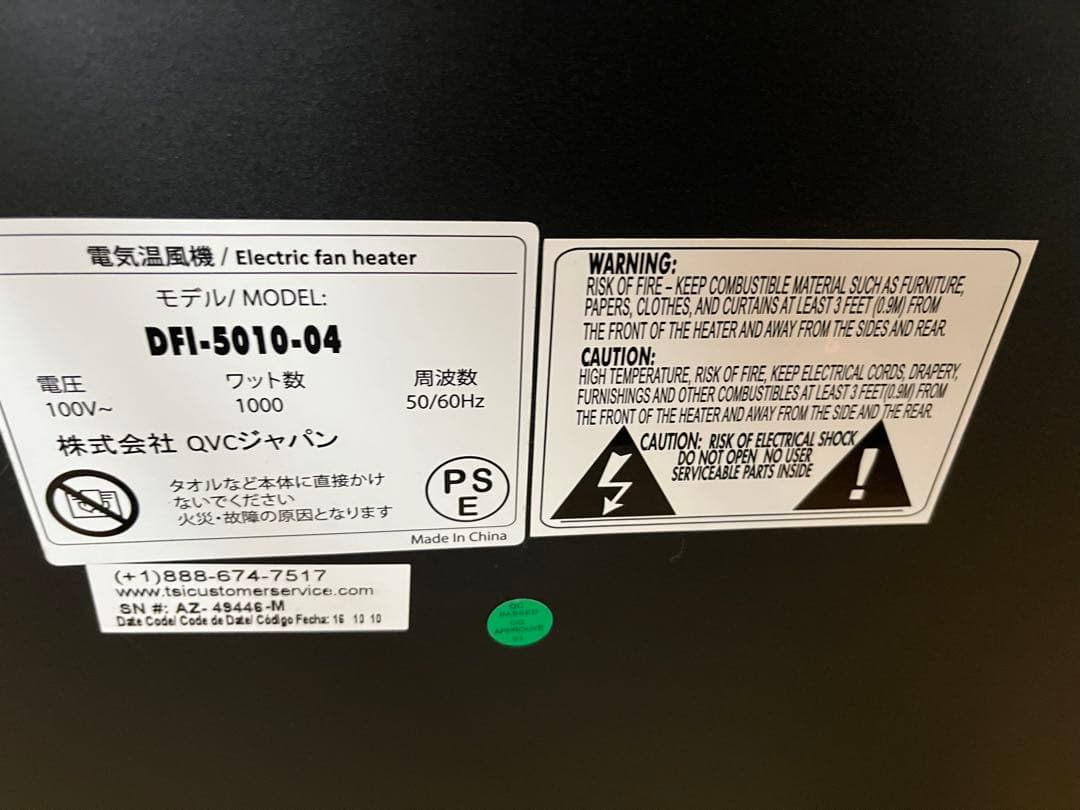 電気温風機 / Electric fan heater
モデル/ MODEL:
DFI-5010-04
電圧 ワット数 周波数
100V~ 1000 50/60Hz
株式会社 QVCジャパン
タオルなど本体に直接かけ
ないでください
火災・故障の原因となります
PS
E
Made In China
(+1)888-674-7517
www.tsicustomerservice.com
SN #: AZ- 49446-M
Date Code/ Code de Date/ Código Fecha: 16 10 10
WARNING:
RISK OF FIRE – KEEP COMBUSTIBLE MATERIAL SUCH AS FURNITURE,
PAPERS, CLOTHES, AND CURTAINS AT LEAST 3 FEET (0.9M) FROM
THE FRONT OF THE HEATER AND AWAY FROM THE SIDES AND REAR.
CAUTION:
HIGH TEMPERATURE, RISK OF FIRE, KEEP ELECTRICAL CORDS, DRAPERY,
FURNISHINGS AND OTHER COMBUSTIBLES AT LEAST 3 FEET(0.9M) FROM
THE FRONT OF THE HEATER AND AWAY FROM THE SIDE AND THE REAR.
CAUTION: RISK OF ELECTRICAL SHOCK
DO NOT OPEN NO USER
SERVICEABLE PARTS INSIDE
!
QC
PASSED
CQ
APPROUVÉ